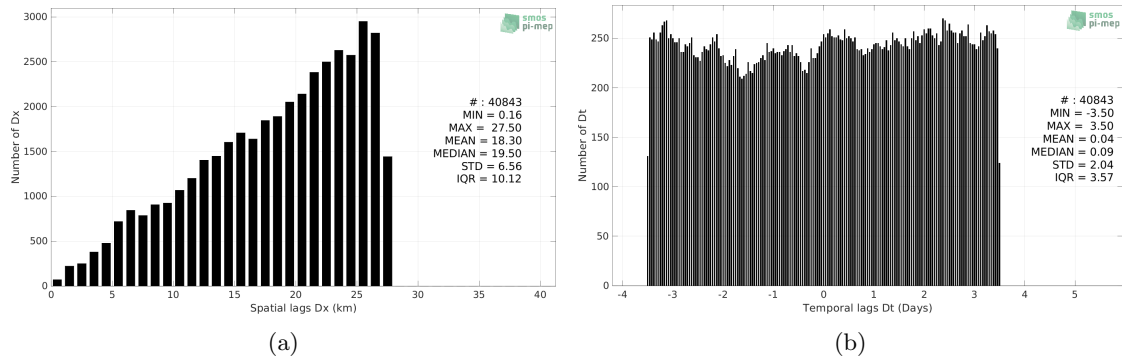 3000
2500
2000
1500
1000
500
0
Number of Dx
smos
pi-mep
# : 40843
MIN = 0.16
MAX = 27.50
MEAN = 18.30
MEDIAN = 19.50
STD = 6.56
IQR = 10.12
0 5 10 15 20 25 30 35 40
Spatial lags Dx (km)
(a)
250
200
150
100
50
0
Number of Dt
smos
pi-mep
# : 40843
MIN = -3.50
MAX = 3.50
MEAN = 0.04
MEDIAN = 0.09
STD = 2.04
IQR = 3.57
-4 -3 -2 -1 0 1 2 3 4 5
Temporal lags Dt (Days)
(b)